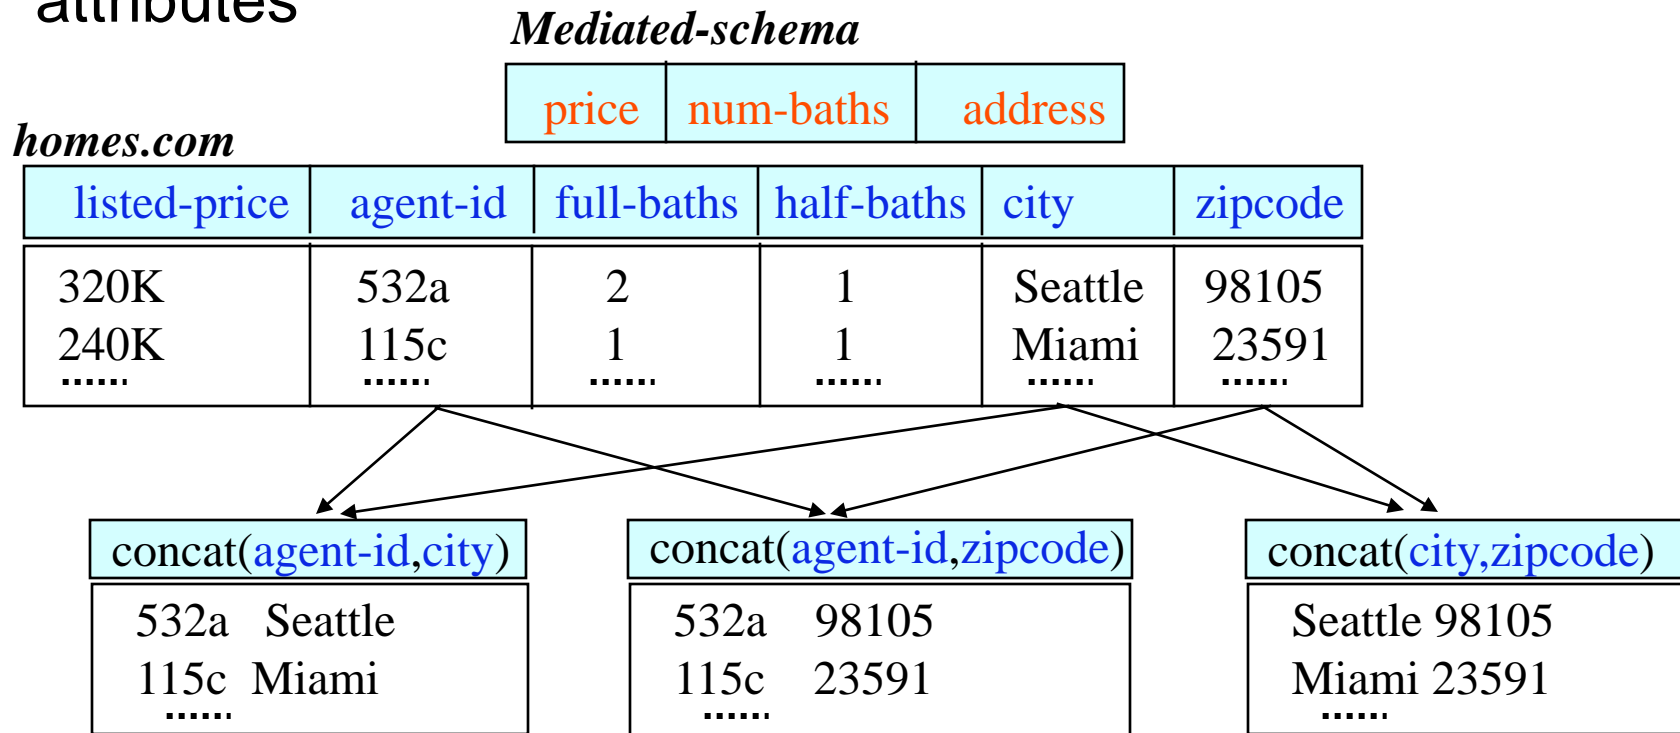 attributes
Mediated-schema
price num-baths address
homes.com
listed-price agent-id full-baths half-baths city zipcode
320K 532a 2 1 Seattle 98105
240K 115c 1 1 Miami 23591
...... ...... ...... ...... ...... ......
concat(agent-id,city) concat(agent-id,zipcode) concat(city,zipcode)
532a Seattle 532a 98105 Seattle 98105
115c Miami 115c 23591 Miami 23591
...... ...... ......